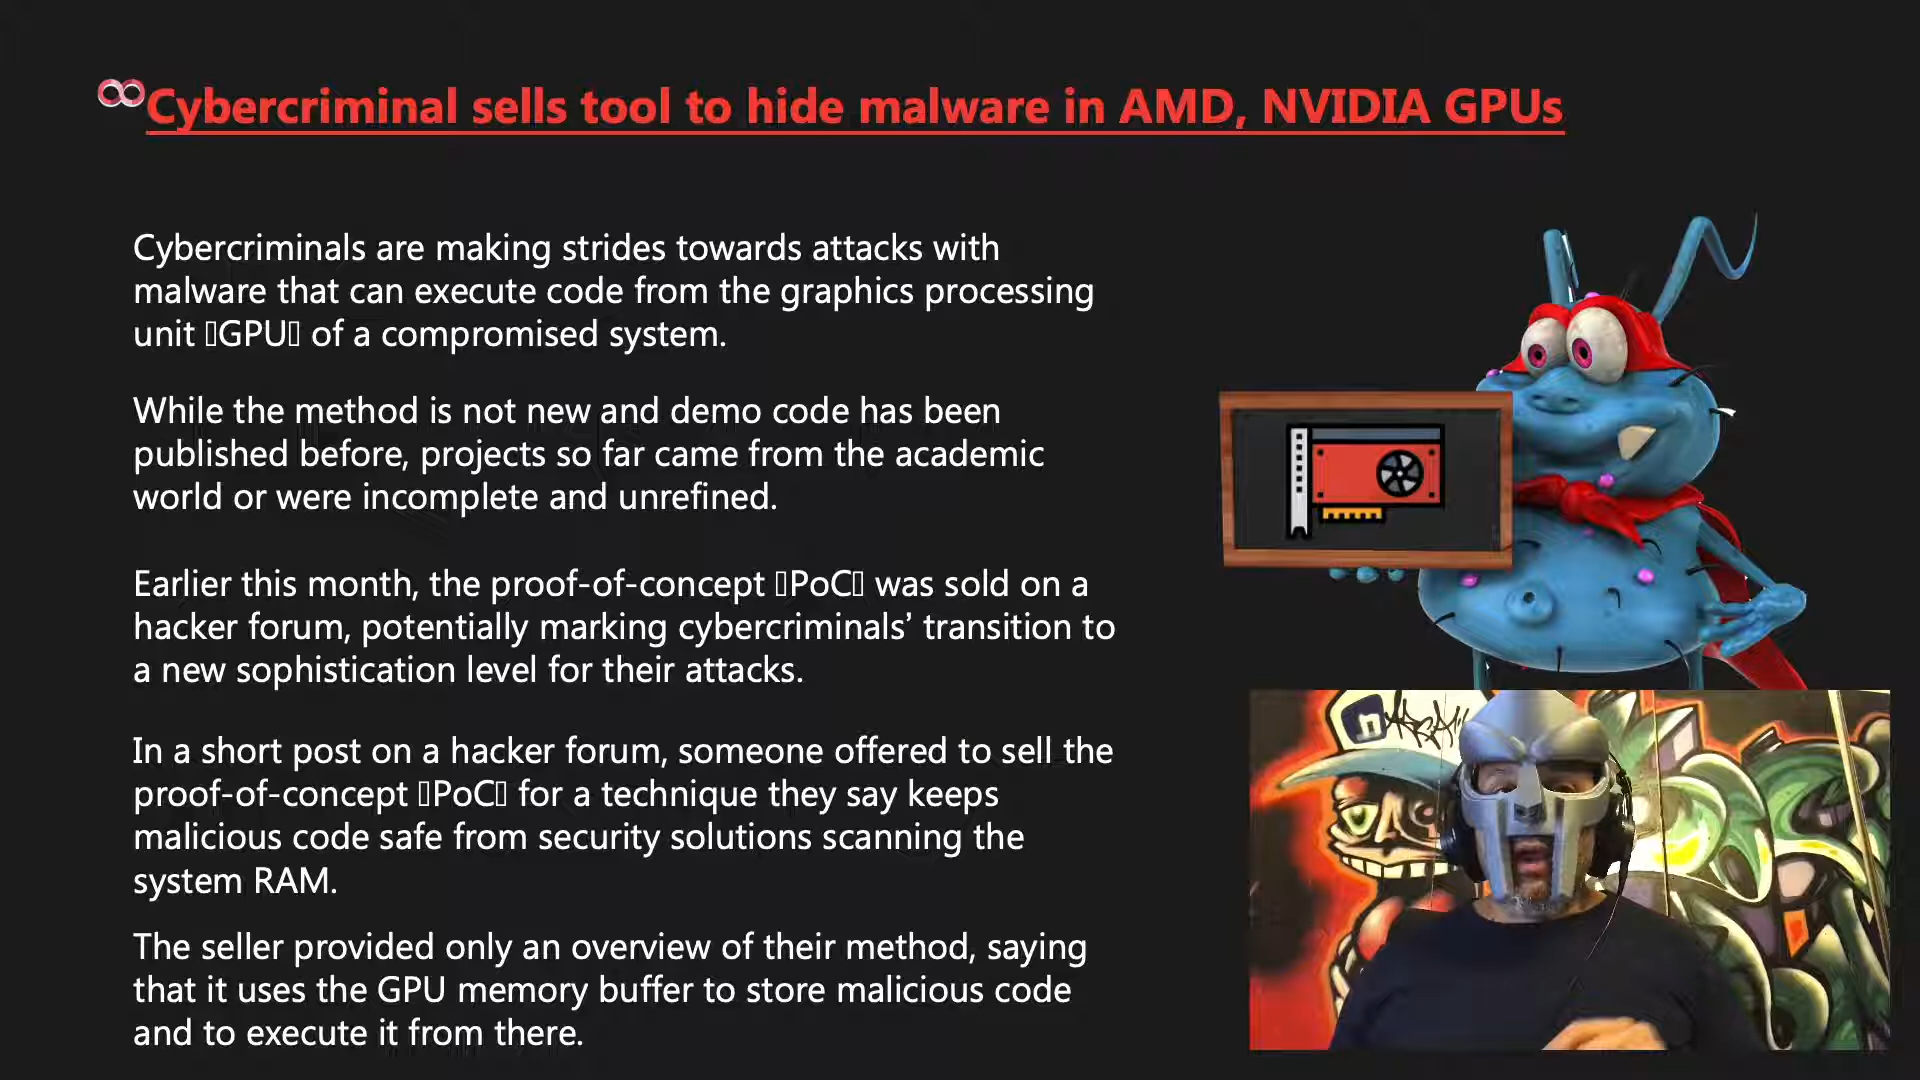 Cybercriminal sells tool to hide malware in AMD, NVIDIA GPUs
Cybercriminals are making strides towards attacks with
malware that can execute code from the graphics processing
unit ▯GPU▯ of a compromised system.
While the method is not new and demo code has been
published before, projects so far came from the academic
world or were incomplete and unrefined.
Earlier this month, the proof-of-concept ▯PoC▯ was sold on a
hacker forum, potentially marking cybercriminals’ transition to
a new sophistication level for their attacks.
In a short post on a hacker forum, someone offered to sell the
proof-of-concept ▯PoC▯ for a technique they say keeps
malicious code safe from security solutions scanning the
system RAM.
The seller provided only an overview of their method, saying
that it uses the GPU memory buffer to store malicious code
and to execute it from there.